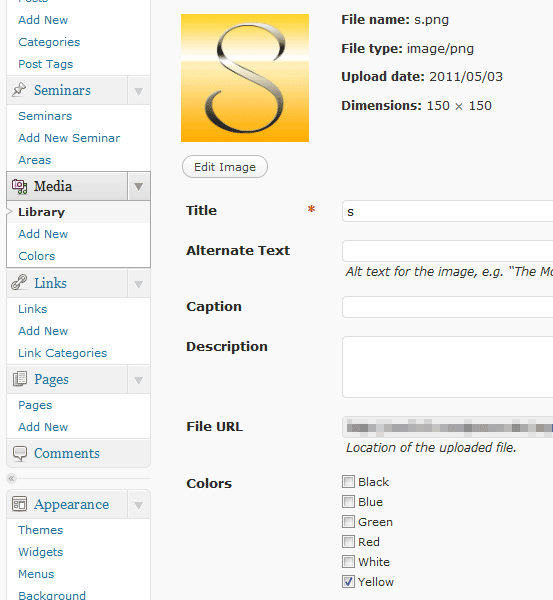 Posts
Add New
Categories
Post Tags
Seminars
Seminars
Add New Seminar
Areas
Media
Library
Add New
Colors
Links
Links
Add New
Link Categories
Pages
Pages
Add New
Comments
Appearance
Themes
Widgets
Menus
Background
S
File name: s.png
File type: image/png
Upload date: 2011/05/03
Dimensions: 150 × 150
Edit Image
Title * s
Alternate Text
Alt text for the image, e.g. “The Mo
Caption
Description
File URL
Location of the uploaded file.
Colors
Black
Blue
Green
Red
White
Yellow